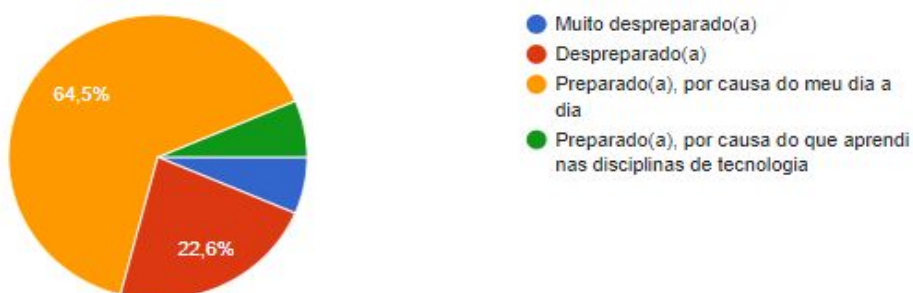 64,5%
22,6%
Muito despreparado(a)
Despreparado(a)
Preparado(a), por causa do meu dia a
dia
Preparado(a), por causa do que aprendi
nas disciplinas de tecnologia